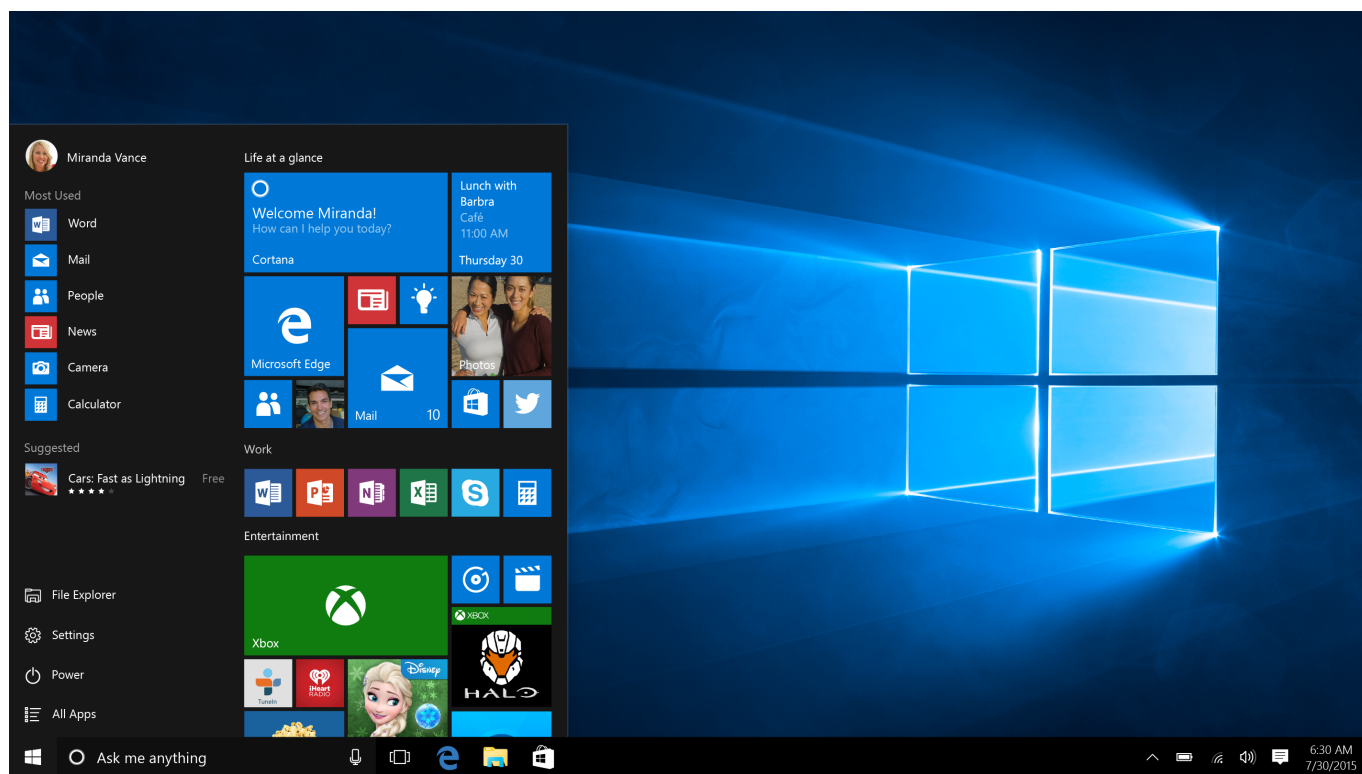 Miranda Vance
Most Used
Word
Mail
People
News
Camera
Calculator
Suggested
Cars: Fast as Lightning Free
File Explorer
Settings
Power
All Apps
Life at a glance
Welcome Miranda!
How can I help you today?
Cortana
Lunch with
Barbra
Café
11:00 AM
Thursday 30
Microsoft Edge
Mail 10
Photos
Work
Entertainment
Xbox
XBOX
HALO
TuneIn
iHeart
RADIO
Disney
Ask me anything
6:30 AM
7/30/2015